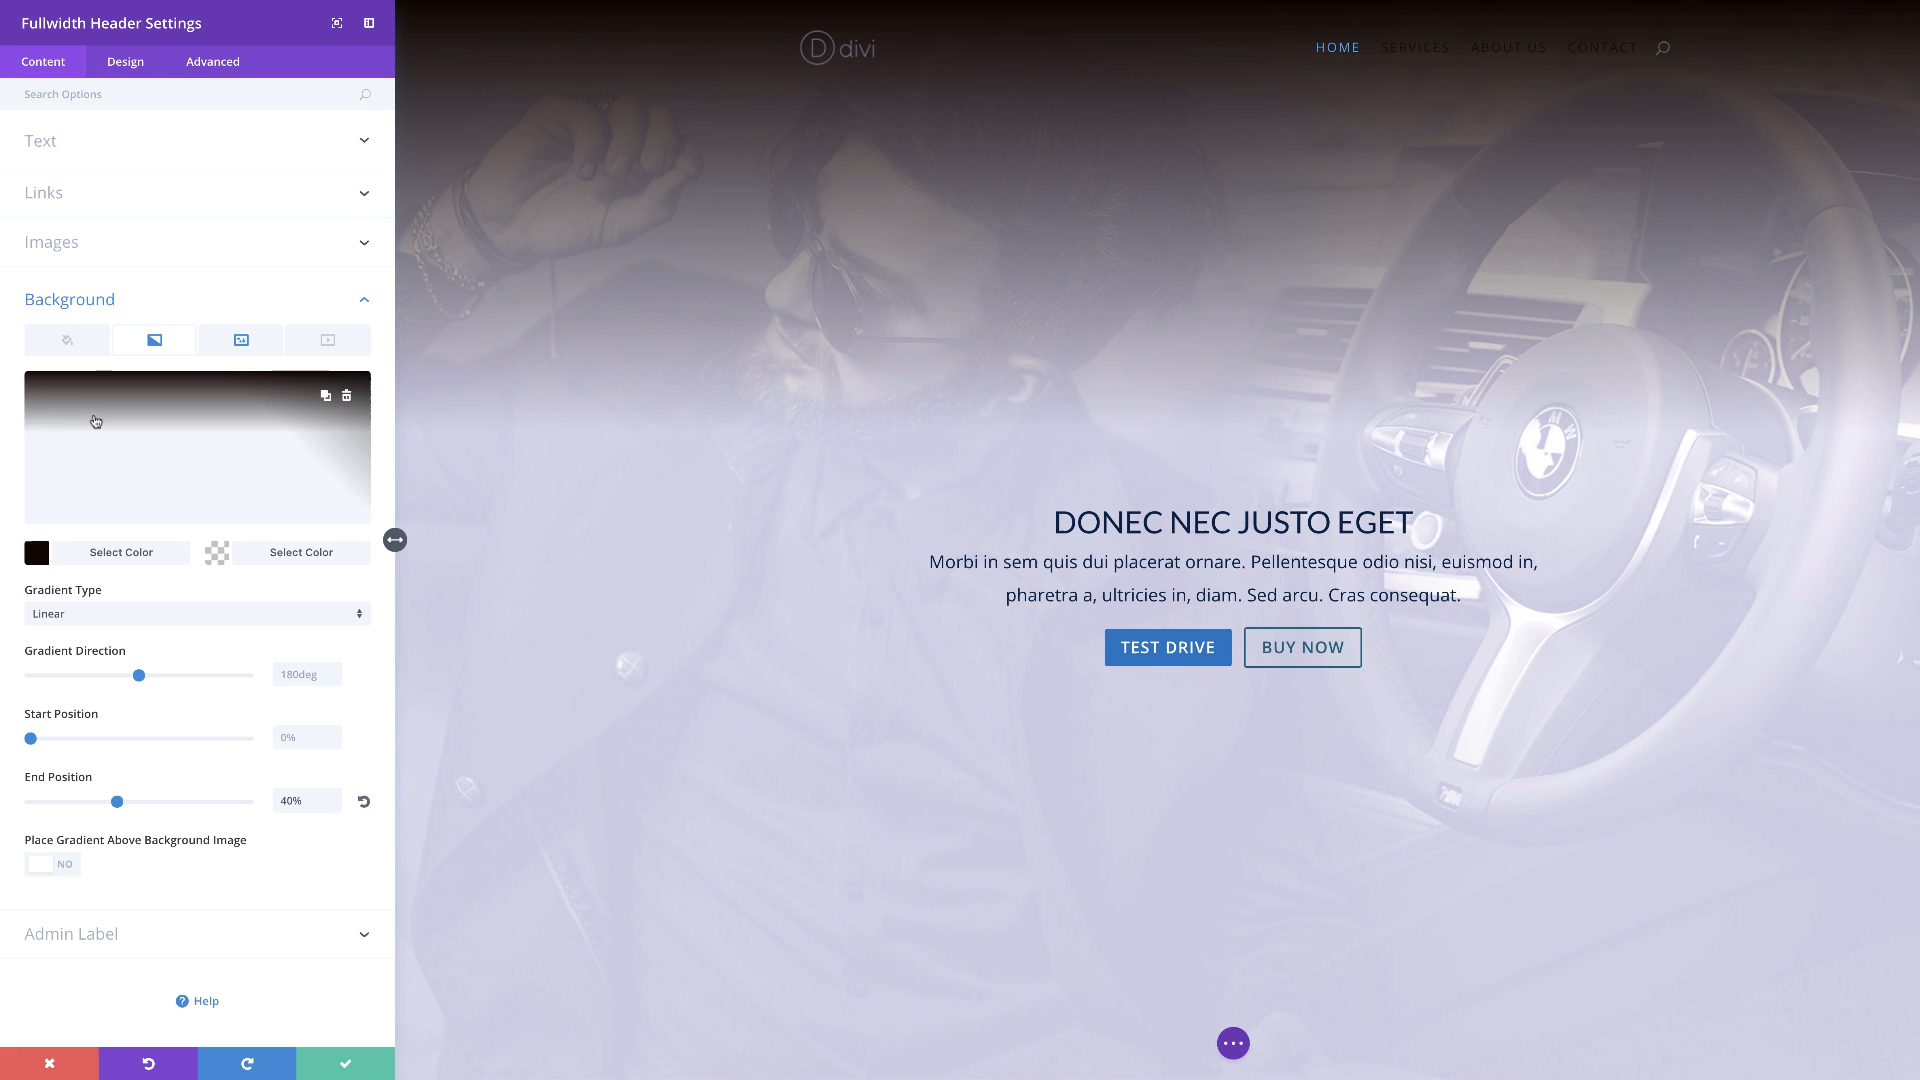 Fullwidth Header Settings
Content Design Advanced
Search Options
Text
Links
Images
Background
Select Color Select Color
Gradient Type
Linear
Gradient Direction
180deg
Start Position
0%
End Position
40%
Place Gradient Above Background Image
NO
Admin Label
? Help
D divi
HOME SERVICES ABOUT US CONTACT
BMW
DONEC NEC JUSTO EGET
Morbi in sem quis dui placerat ornare. Pellentesque odio nisi, euismod in,
pharetra a, ultricies in, diam. Sed arcu. Cras consequat.
TEST DRIVE BUY NOW